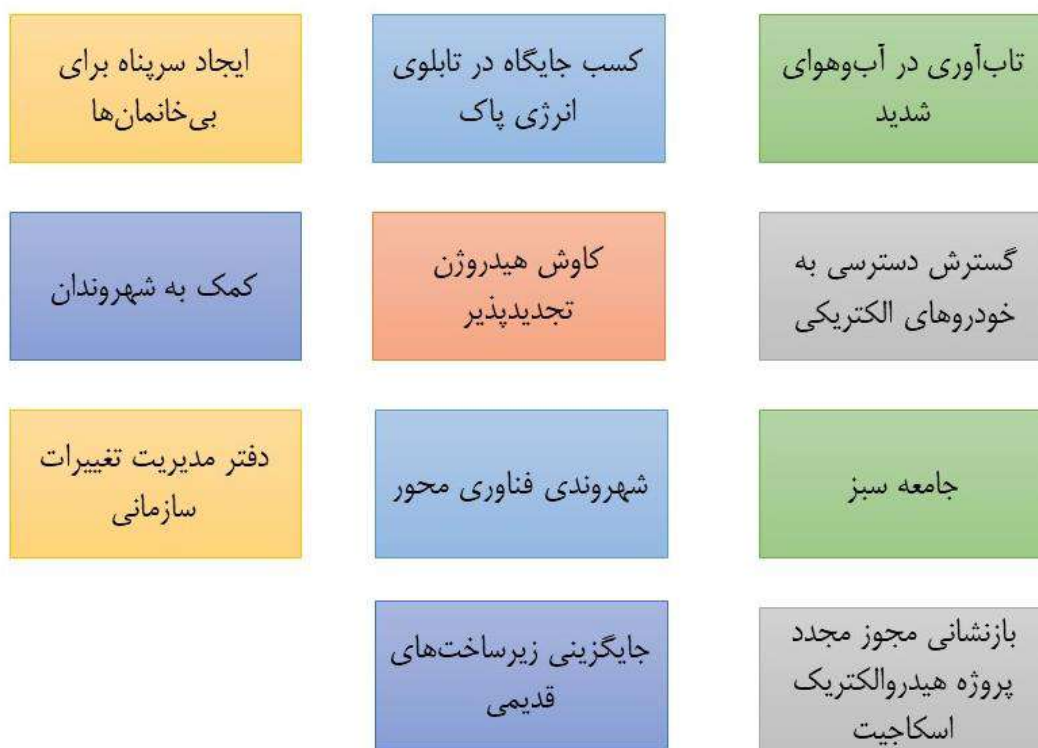 تاب‌آوری در آب‌وهوای
شدید
کسب جایگاه در تابلوی
انرژی پاک
ایجاد سرپناه برای
بی‌خانمان‌ها
گسترش دسترسی به
خودروهای الکتریکی
کاوش هیدروژن
تجدیدپذیر
کمک به شهروندان
جامعه سبز
شهروندی فناوری محور
دفتر مدیریت تغییرات
سازمانی
بازنشانی مجوز مجدد
پروژه هیدروالکتریک
اسکاجیت
جایگزینی زیرساخت‌های
قدیمی